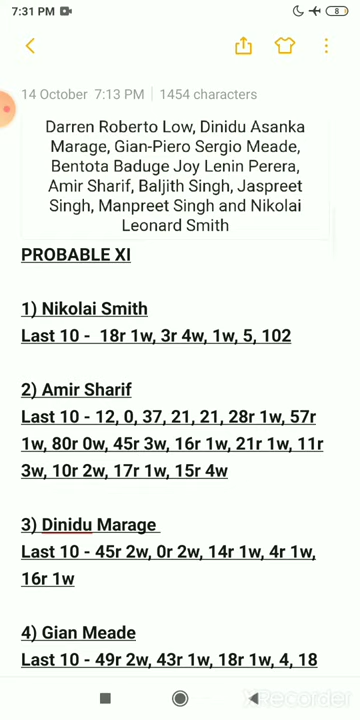 7:31 PM
8
14 October 7:13 PM | 1454 characters
Darren Roberto Low, Dinidu Asanka
Marage, Gian-Piero Sergio Meade,
Bentota Baduge Joy Lenin Perera,
Amir Sharif, Baljith Singh, Jaspreet
Singh, Manpreet Singh and Nikolai
Leonard Smith
PROBABLE XI
1) Nikolai Smith
Last 10 - 18r 1w, 3r 4w, 1w, 5, 102
2) Amir Sharif
Last 10 - 12, 0, 37, 21, 21, 28r 1w, 57r
1w, 80r 0w, 45r 3w, 16r 1w, 21r 1w, 11r
3w, 10r 2w, 17r 1w, 15r 4w
3) Dinidu Marage
Last 10 - 45r 2w, 0r 2w, 14r 1w, 4r 1w,
16r 1w
4) Gian Meade
Last 10 - 49r 2w, 43r 1w, 18r 1w, 4, 18
XRecorder